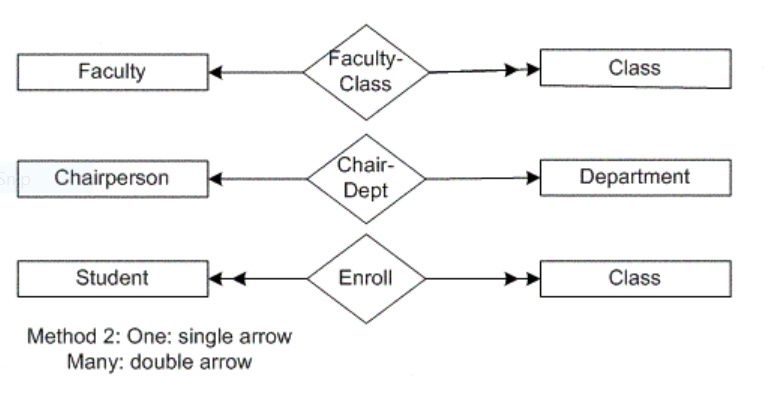 Faculty
Faculty-
Class
Class
Chairperson
Chair-
Dept
Department
Student
Enroll
Class
Method 2: One: single arrow
Many: double arrow